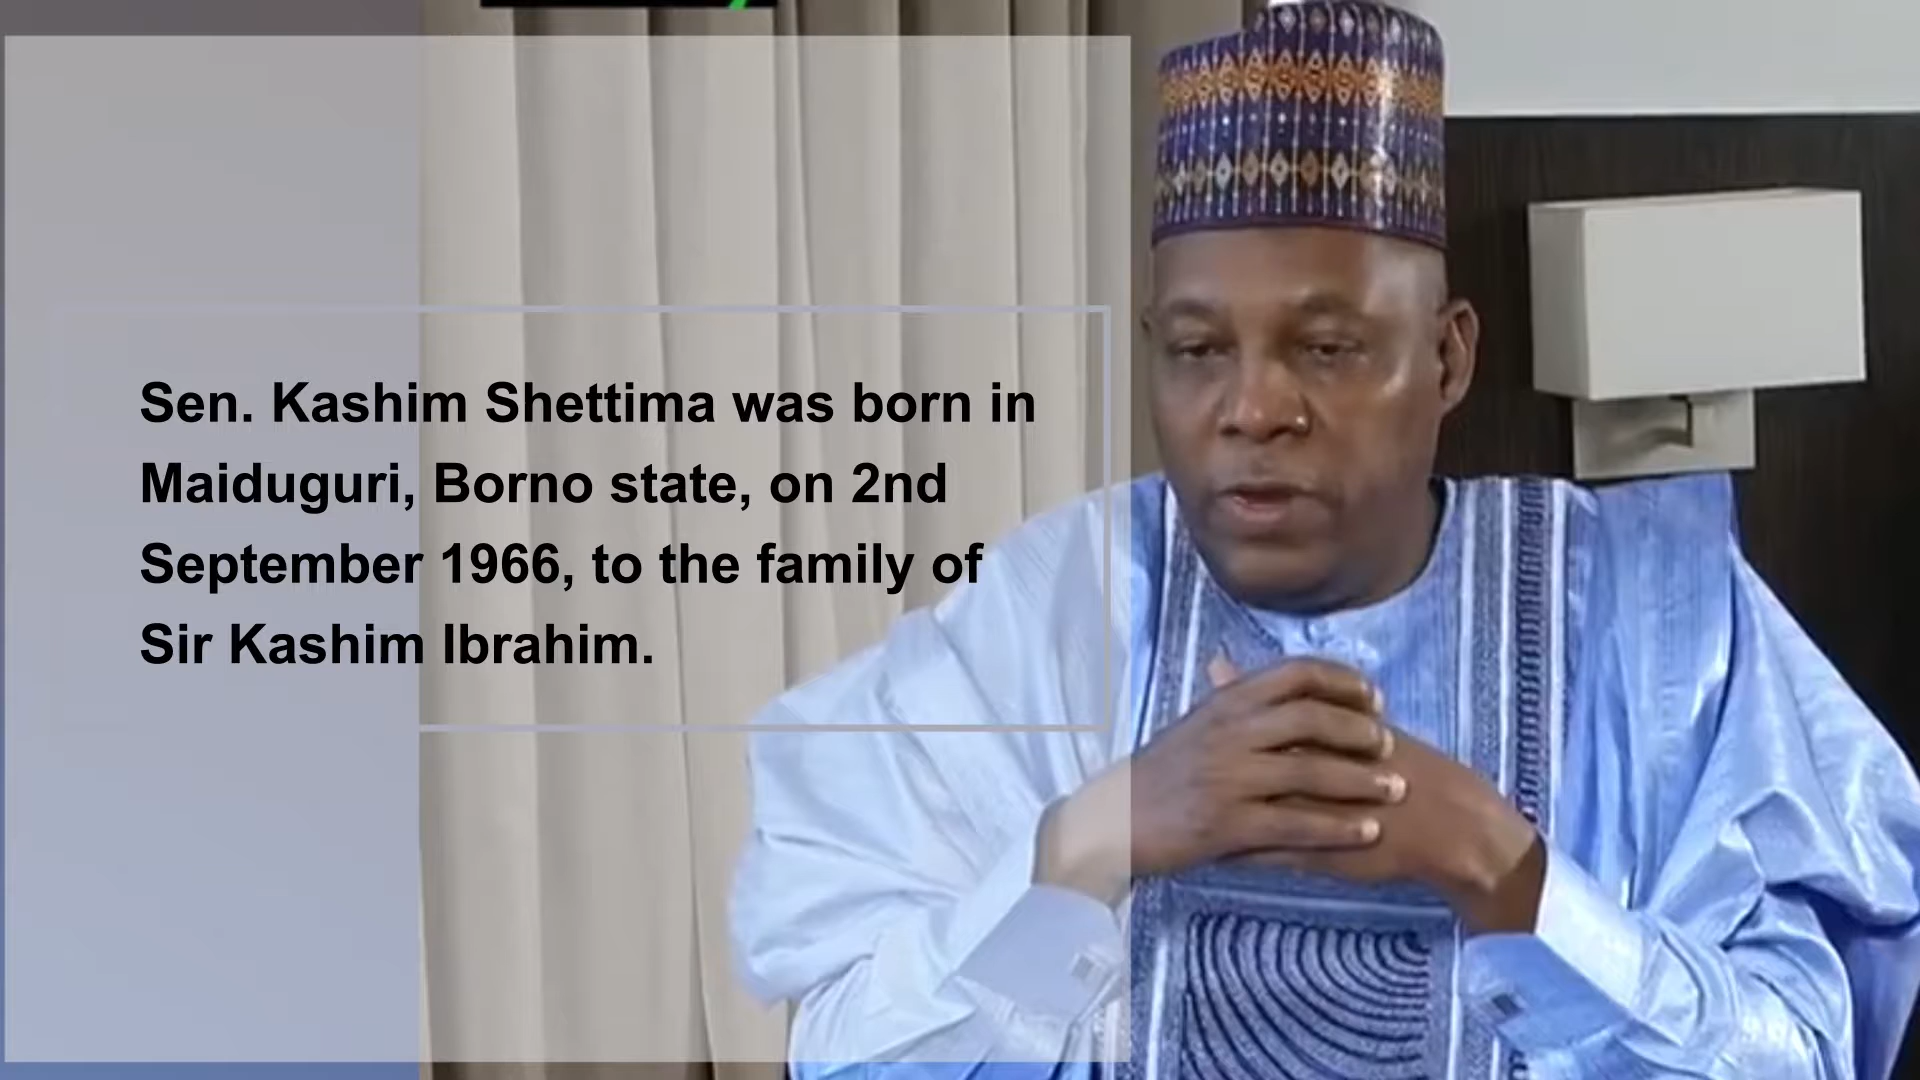 Sen. Kashim Shettima was born in
Maiduguri, Borno state, on 2nd
September 1966, to the family of
Sir Kashim Ibrahim.